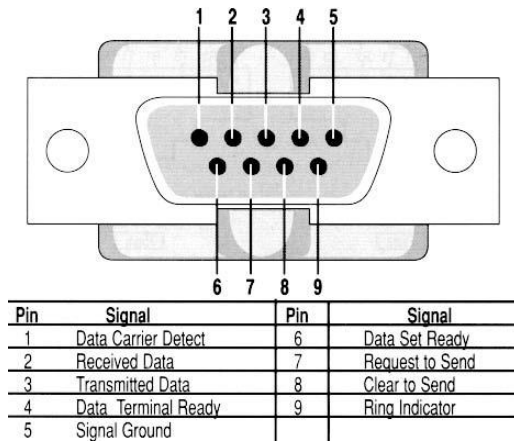 1 2 3 4 5
6 7 8 9
Pin Signal Pin Signal
1 Data Carrier Detect 6 Data Set Ready
2 Received Data 7 Request to Send
3 Transmitted Data 8 Clear to Send
4 Data Terminal Ready 9 Ring Indicator
5 Signal Ground